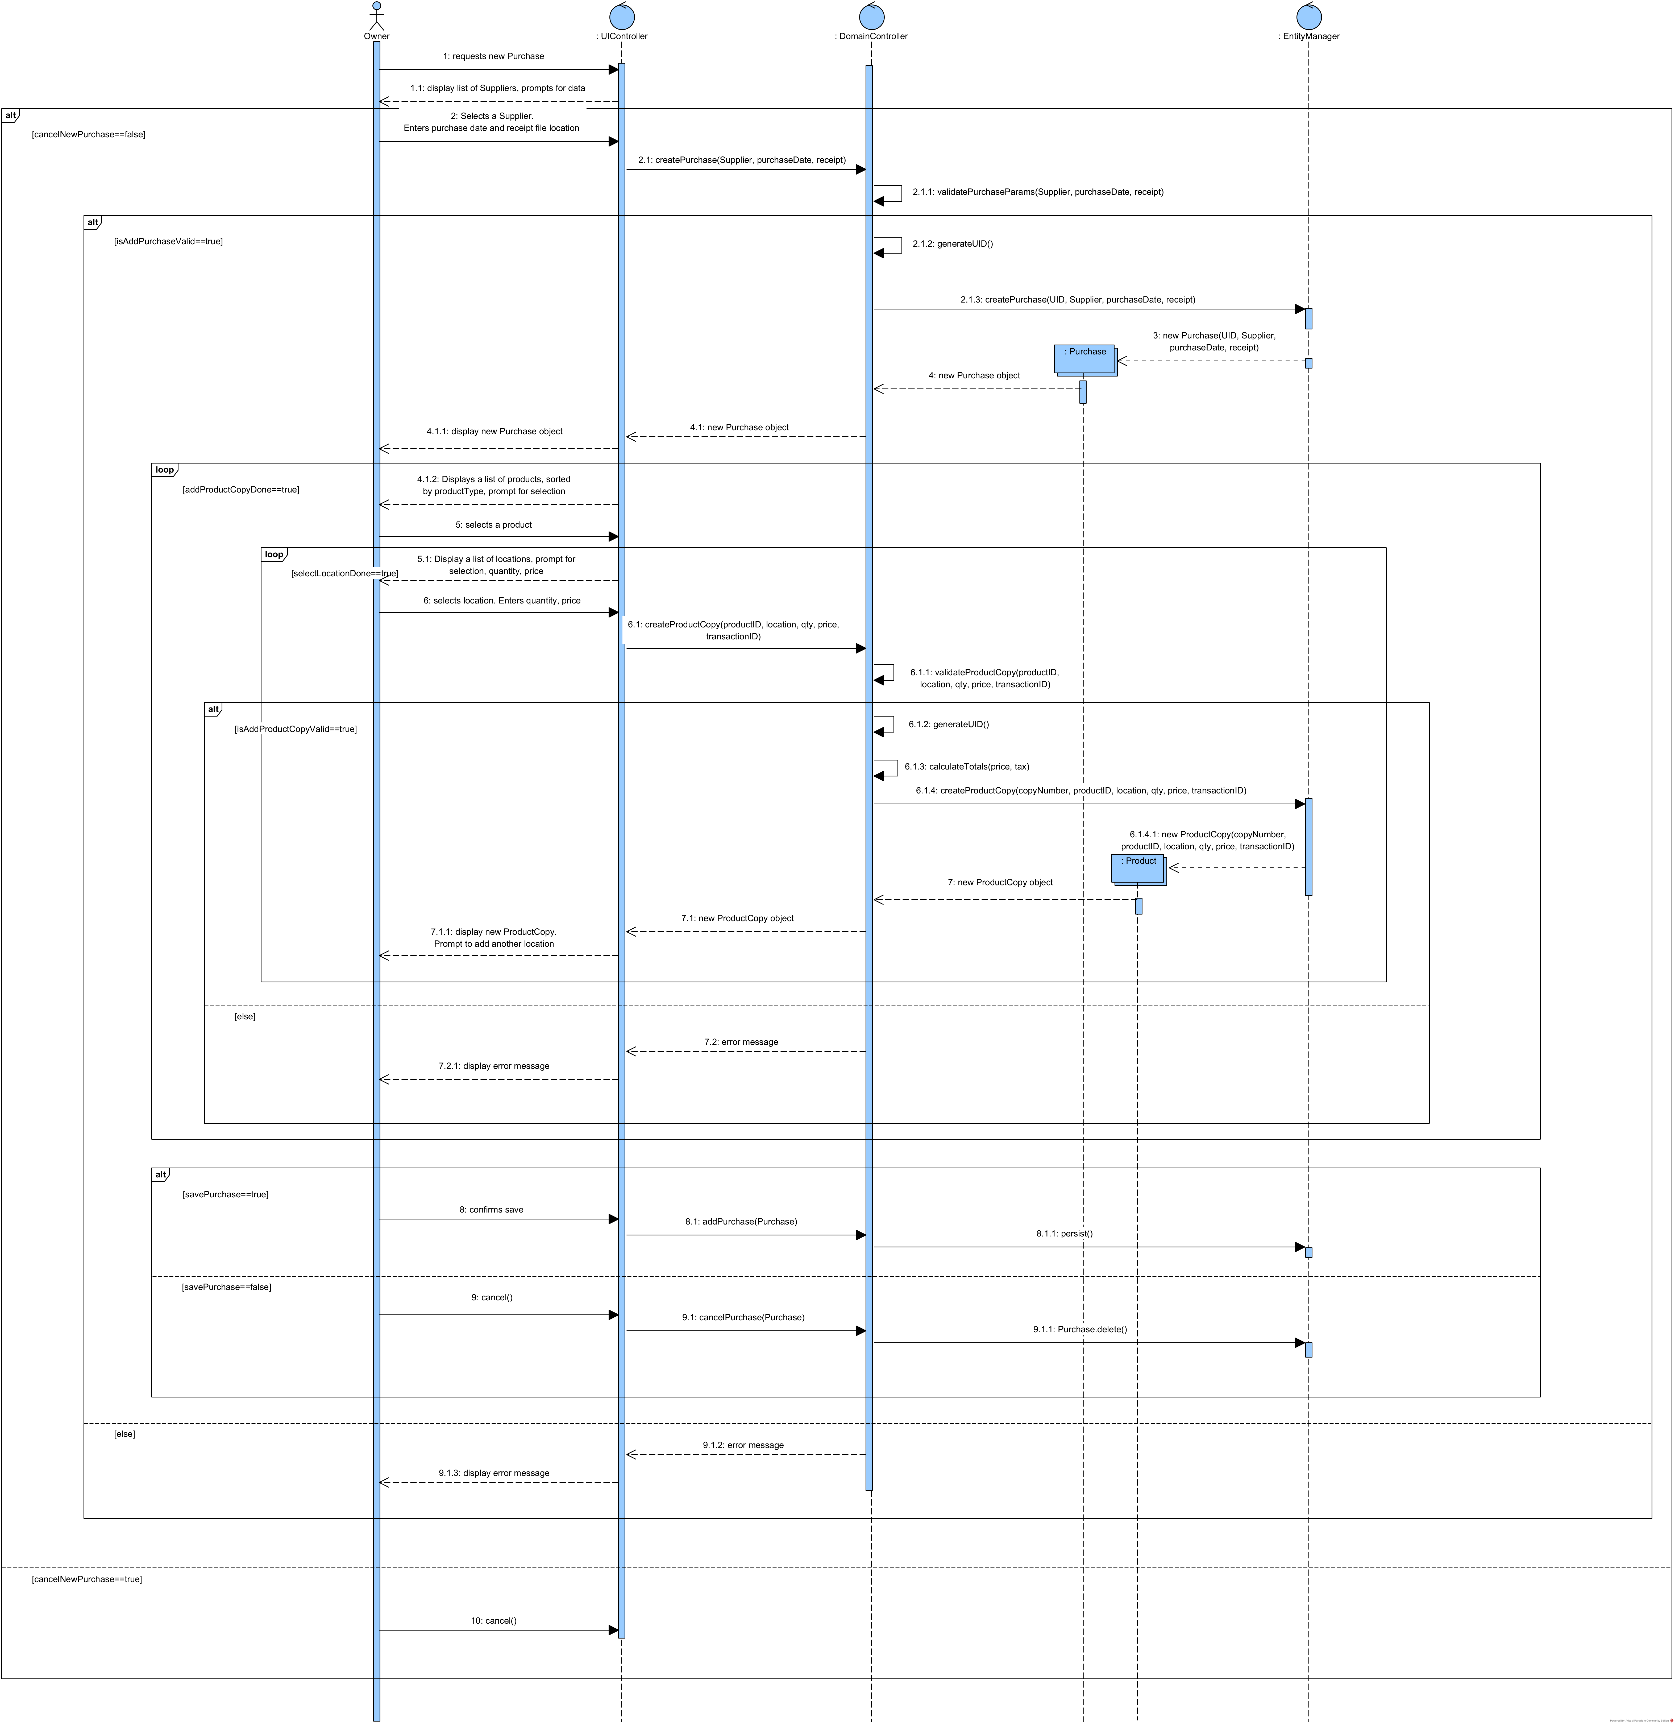 Owner
: UIController
: DomainController
: EntityManager
1: requests new Purchase
1.1: display list of Suppliers. prompts for data
alt
[cancelNewPurchase==false]
2: Selects a Supplier.
Enters purchase date and receipt file location
2.1: createPurchase(Supplier, purchaseDate, receipt)
2.1.1: validatePurchaseParams(Supplier, purchaseDate, receipt)
alt
[isAddPurchaseValid==true]
2.1.2: generateUID()
2.1.3: createPurchase(UID, Supplier, purchaseDate, receipt)
3: new Purchase(UID, Supplier,
purchaseDate, receipt)
: Purchase
4: new Purchase object
4.1: new Purchase object
4.1.1: display new Purchase object
loop
[addProductCopyDone==true]
4.1.2: Displays a list of products, sorted
by productType, prompt for selection
5: selects a product
loop
[selectLocationDone==true]
5.1: Display a list of locations. prompt for
selection, quantity, price
6: selects location. Enters quantity, price
6.1: createProductCopy(productID, location, qty, price,
transactionID)
6.1.1: validateProductCopy(productID,
location, qty, price, transactionID)
alt
[isAddProductCopyValid==true]
6.1.2: generateUID()
6.1.3: calculateTotals(price, tax)
6.1.4: createProductCopy(copyNumber, productID, location, qty, price, transactionID)
6.1.4.1: new ProductCopy(copyNumber,
productID, location, qty, price, transactionID)
: Product
7: new ProductCopy object
7.1: new ProductCopy object
7.1.1: display new ProductCopy.
Prompt to add another location
[else]
7.2: error message
7.2.1: display error message
alt
[savePurchase==true]
8: confirms save
8.1: addPurchase(Purchase)
8.1.1: persist()
[savePurchase==false]
9: cancel()
9.1: cancelPurchase(Purchase)
9.1.1: Purchase.delete()
[else]
9.1.2: error message
9.1.3: display error message
[cancelNewPurchase==true]
10: cancel()